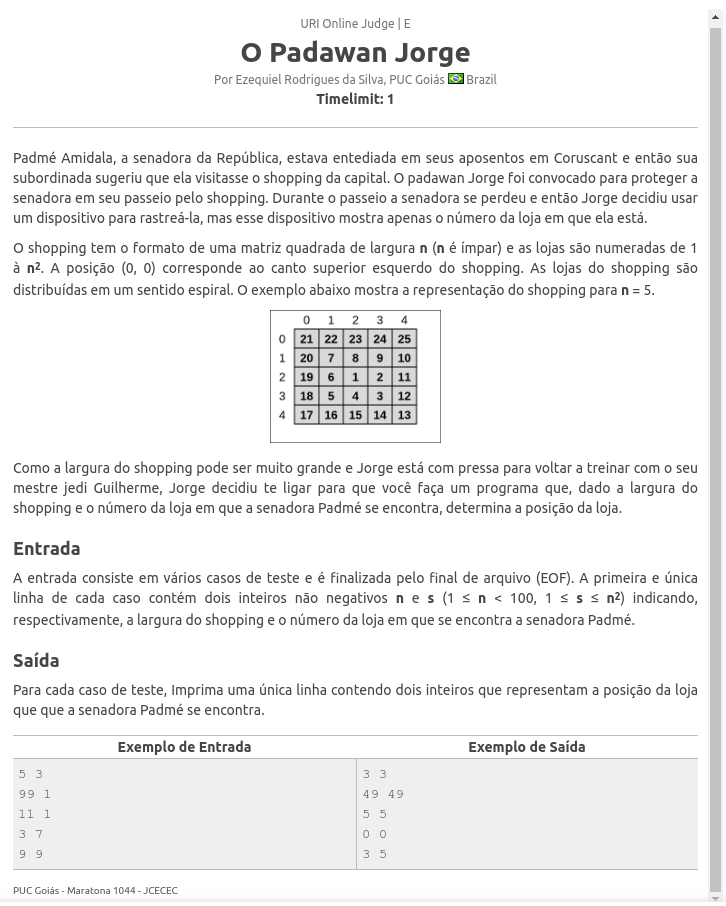 URI Online Judge | E
O Padawan Jorge
Por Ezequiel Rodrigues da Silva, PUC Goiás Brazil
Timelimit: 1
Padmé Amidala, a senadora da República, estava entediada em seus aposentos em Coruscant e então sua
subordinada sugeriu que ela visitasse o shopping da capital. O padawan Jorge foi convocado para proteger a
senadora em seu passeio pelo shopping. Durante o passeio a senadora se perdeu e então Jorge decidiu usar
um dispositivo para rastreá-la, mas esse dispositivo mostra apenas o número da loja em que ela está.
O shopping tem o formato de uma matriz quadrada de largura n (n é ímpar) e as lojas são numeradas de 1
à n². A posição (0, 0) corresponde ao canto superior esquerdo do shopping. As lojas do shopping são
distribuídas em um sentido espiral. O exemplo abaixo mostra a representação do shopping para n = 5.
0 1 2 3 4
0 21 22 23 24 25
1 20 7 8 9 10
2 19 6 1 2 11
3 18 5 4 3 12
4 17 16 15 14 13
Como a largura do shopping pode ser muito grande e Jorge está com pressa para voltar a treinar com o seu
mestre jedi Guilherme, Jorge decidiu te ligar para que você faça um programa que, dado a largura do
shopping e o número da loja em que a senadora Padmé se encontra, determina a posição da loja.
Entrada
A entrada consiste em vários casos de teste e é finalizada pelo final de arquivo (EOF). A primeira e única
linha de cada caso contém dois inteiros não negativos n e s (1 ≤ n < 100, 1 ≤ s ≤ n²) indicando,
respectivamente, a largura do shopping e o número da loja em que se encontra a senadora Padmé.
Saída
Para cada caso de teste, Imprima uma única linha contendo dois inteiros que representam a posição da loja
que que a senadora Padmé se encontra.
Exemplo de Entrada Exemplo de Saída
5 3 3 3
99 1 49 49
11 1 5 5
3 7 0 0
9 9 3 5
PUC Goiás - Maratona 1044 - JCECEC